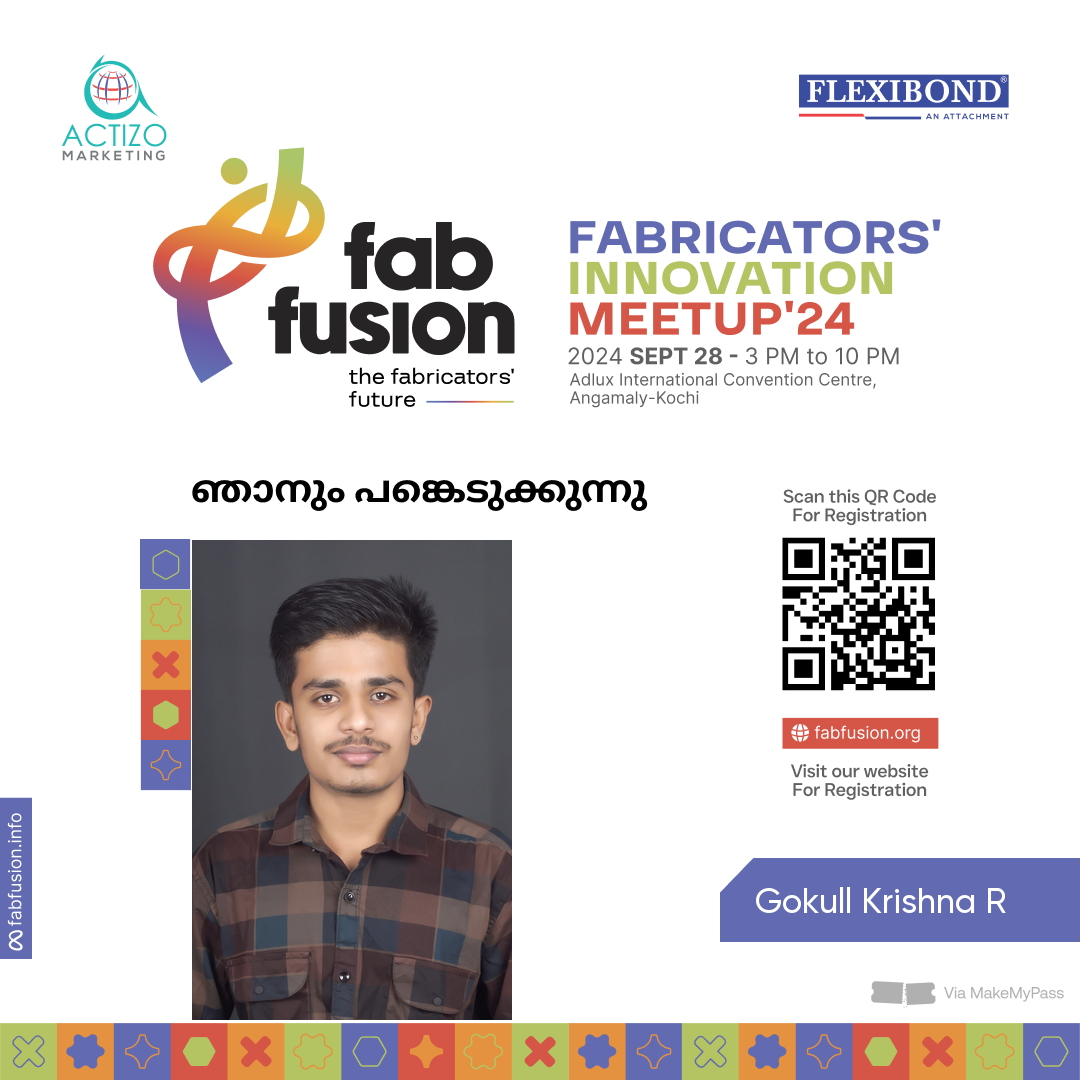 ACTIZO
MARKETING
FLEXIBOND®
AN ATTACHMENT
fab
fusion
the fabricators'
future
FABRICATORS'
INNOVATION
MEETUP'24
2024 SEPT 28 - 3 PM to 10 PM
Adlux International Convention Centre,
Angamaly-Kochi
ഞാനും പങ്കെടുക്കുന്നു
Scan this QR Code
For Registration
fabfusion.org
Visit our website
For Registration
fabfusion.info
Gokull Krishna R
Via MakeMyPass